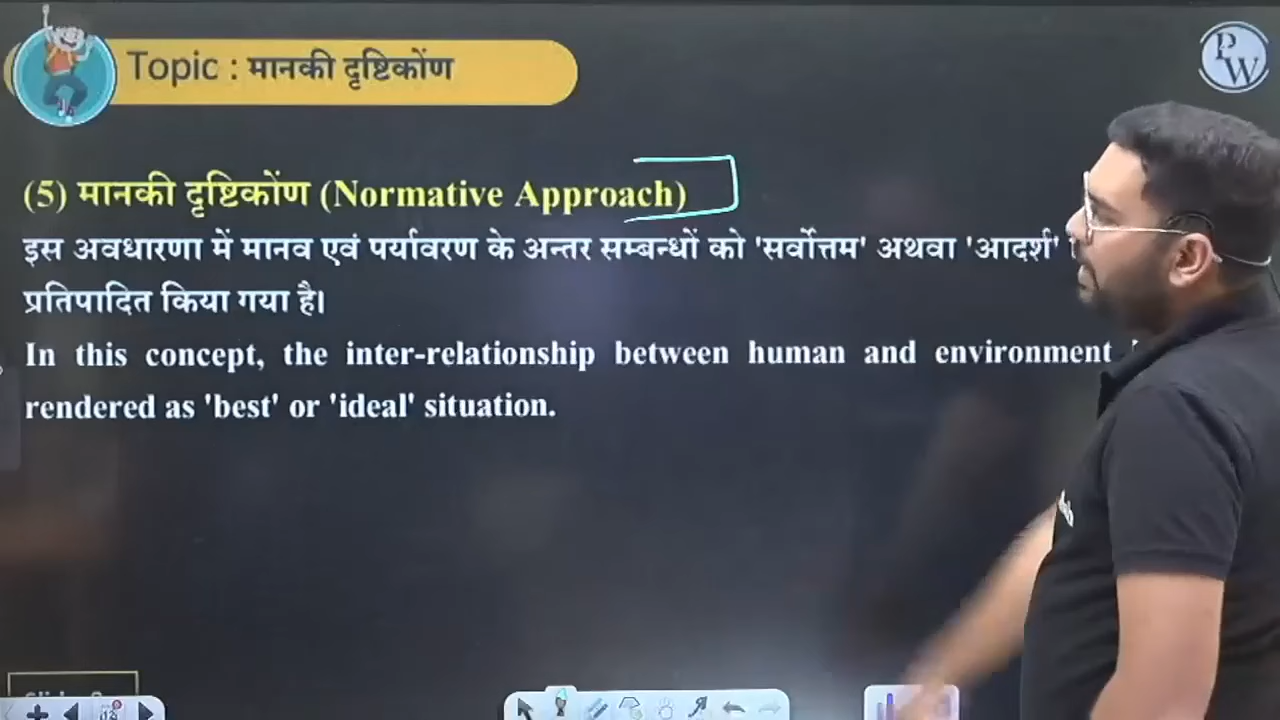 Topic : मानकी दृष्टिकोंण
PW
(5) मानकी दृष्टिकोंण (Normative Approach)
इस अवधारणा में मानव एवं पर्यावरण के अन्तर सम्बन्धों को 'सर्वोत्तम' अथवा 'आदर्श'
प्रतिपादित किया गया है।
In this concept, the inter-relationship between human and environment
rendered as 'best' or 'ideal' situation.